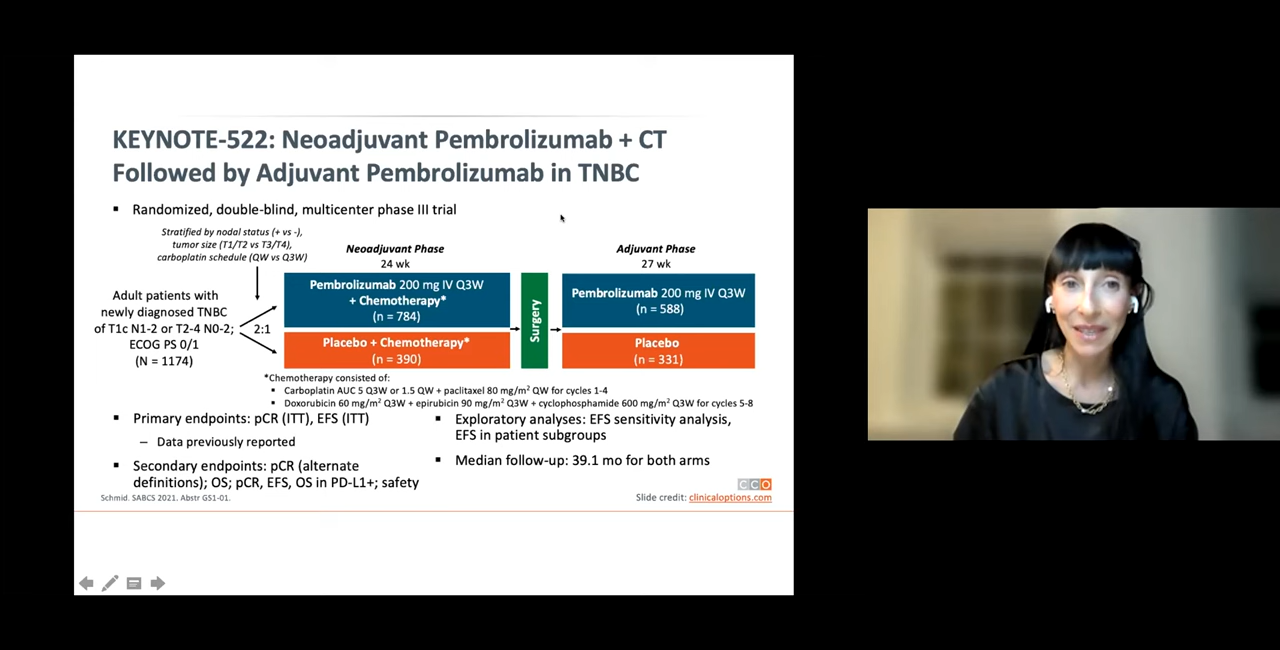 KEYNOTE-522: Neoadjuvant Pembrolizumab + CT
Followed by Adjuvant Pembrolizumab in TNBC
▪ Randomized, double-blind, multicenter phase III trial
Stratified by nodal status (+ vs -),
tumor size (T1/T2 vs T3/T4),
carboplatin schedule (QW vs Q3W)
Neoadjuvant Phase
24 wk
Adjuvant Phase
27 wk
Adult patients with
newly diagnosed TNBC
of T1c N1-2 or T2-4 N0-2;
ECOG PS 0/1
(N = 1174)
2:1
Pembrolizumab 200 mg IV Q3W
+ Chemotherapy*
(n = 784)
Placebo + Chemotherapy*
(n = 390)
Surgery
Pembrolizumab 200 mg IV Q3W
(n = 588)
Placebo
(n = 331)
*Chemotherapy consisted of:
▪ Carboplatin AUC 5 Q3W or 1.5 QW + paclitaxel 80 mg/m² QW for cycles 1-4
▪ Doxorubicin 60 mg/m² Q3W + epirubicin 90 mg/m² Q3W + cyclophosphamide 600 mg/m² Q3W for cycles 5-8
▪ Primary endpoints: pCR (ITT), EFS (ITT)
– Data previously reported
▪ Secondary endpoints: pCR (alternate
definitions); OS; pCR, EFS, OS in PD-L1+; safety
▪ Exploratory analyses: EFS sensitivity analysis,
EFS in patient subgroups
▪ Median follow-up: 39.1 mo for both arms
Schmid. SABCS 2021. Abstr GS1-01.
CCO
Slide credit: clinicaloptions.com